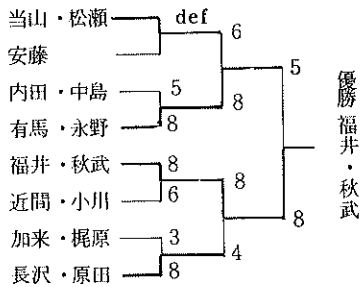 当山・松瀬 def
6
安藤
5
内田・中島 5
8
有馬・永野 8
福井・秋武 8
8
近間・小川 6
8
加来・梶原 3
4
長沢・原田 8
優勝 福井・秋武